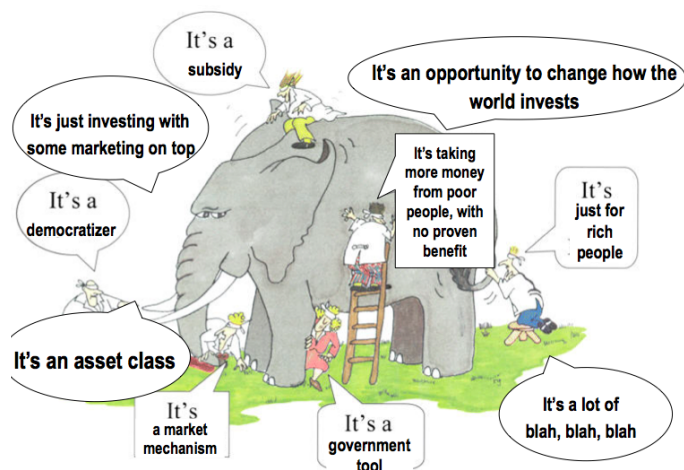 It's a
subsidy
It's an opportunity to change how the
world invests
It's just investing with
some marketing on top
It's taking
more money
from poor
people, with
no proven
benefit
It's a
democratizer
It's
just for
rich
people
It's an asset class
It's
a market
mechanism
It's a
government
tool
It's a lot of
blah, blah, blah